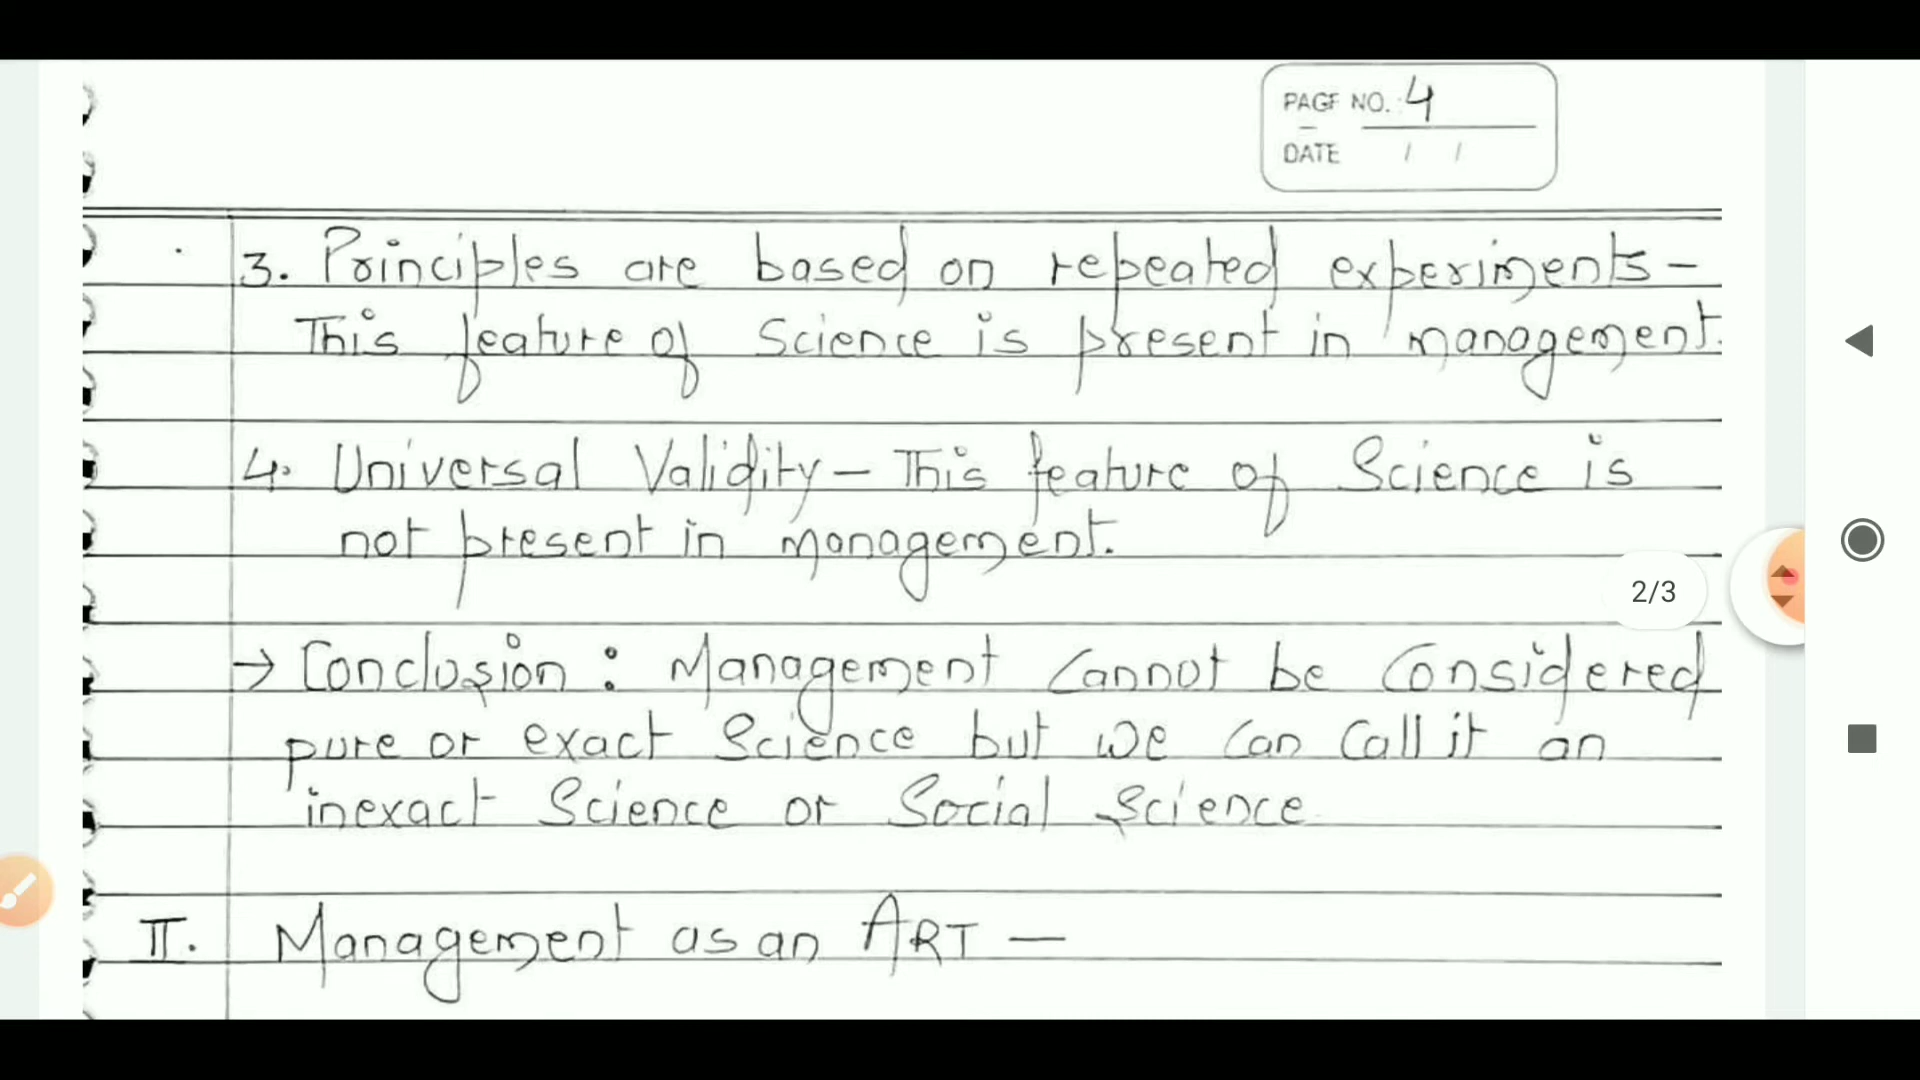 PAGE NO. 4
DATE / /
3. Principles are based on repeated experiments -
This feature of Science is present in management.
4. Universal Validity - This feature of Science is
not present in management.
2/3
→ Conclusion : Management cannot be considered
pure or exact Science but we can call it an
inexact Science or Social Science
II. Management as an ART —